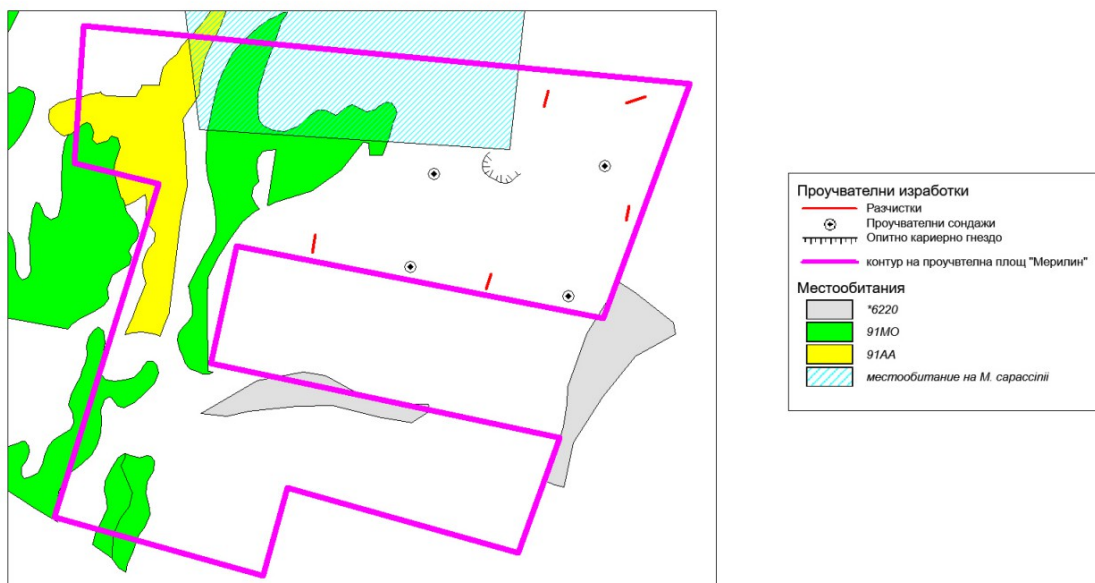 Проучвателни изработки
Разчистки
Проучвателни сондажи
Опитно кариерно гнездо
контур на проучвтелна площ "Мерилин"
Местообитания
*6220
91МО
91АА
местообитание на M. capaccinii